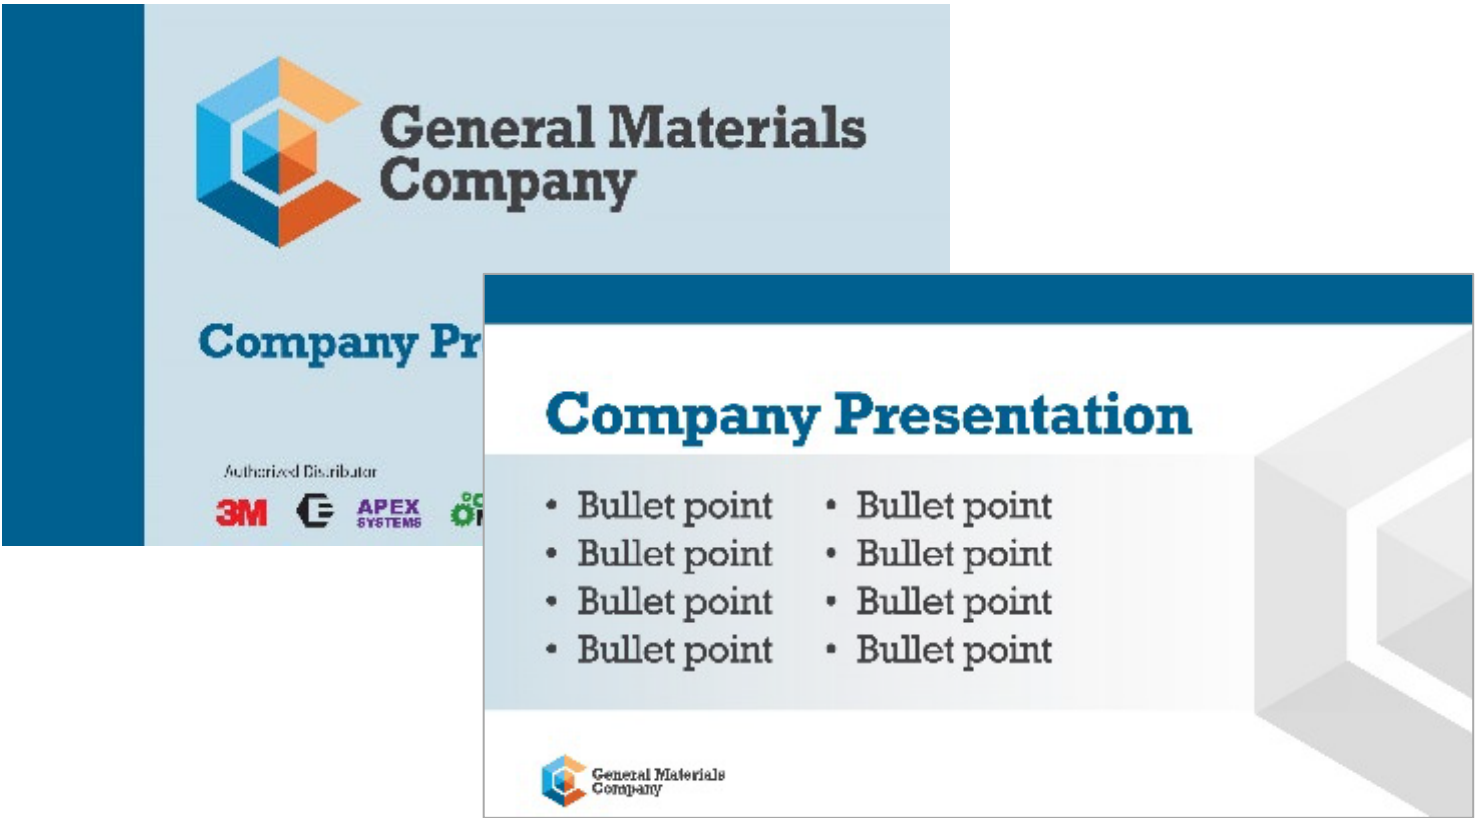 General Materials
Company
Company Pr
Authorized Distributor
3M
APEX
SYSTEMS
Company Presentation
• Bullet point
• Bullet point
• Bullet point
• Bullet point
• Bullet point
• Bullet point
• Bullet point
• Bullet point
General Materials
Company